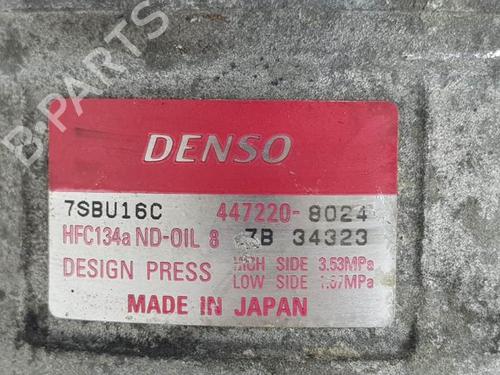 B-PARTS
DENSO
7SBU16C 447220-8024
HFC134a ND-OIL 8 7B 34323
DESIGN PRESS HIGH SIDE 3.53MPa
LOW SIDE 1.67MPa
MADE IN JAPAN